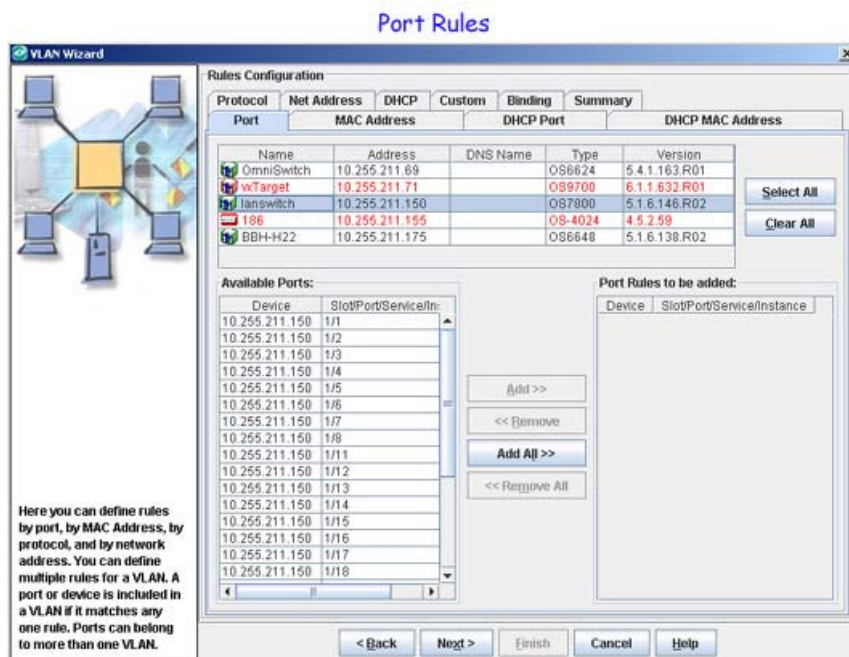 Port Rules
VLAN Wizard
Rules Configuration
Protocol Net Address DHCP Custom Binding Summary
Port MAC Address DHCP Port DHCP MAC Address
Name Address DNS Name Type Version
OmniSwitch 10.255.211.69 OS6624 5.4.1.163.R01
vxTarget 10.255.211.71 OS9700 6.1.1.632.R01
lanswitch 10.255.211.150 OS7800 5.1.6.146.R02
186 10.255.211.155 OS-4024 4.5.2.59
BBH-H22 10.255.211.175 OS6648 5.1.6.138.R02
Select All
Clear All
Available Ports:
Device Slot/Port/Service/In:
10.255.211.150 1/1
10.255.211.150 1/2
10.255.211.150 1/3
10.255.211.150 1/4
10.255.211.150 1/5
10.255.211.150 1/6
10.255.211.150 1/7
10.255.211.150 1/8
10.255.211.150 1/11
10.255.211.150 1/12
10.255.211.150 1/13
10.255.211.150 1/14
10.255.211.150 1/15
10.255.211.150 1/16
10.255.211.150 1/17
10.255.211.150 1/18
Add >>
<< Remove
Add All >>
<< Remove All
Port Rules to be added:
Device Slot/Port/Service/Instance
Here you can define rules
by port, by MAC Address, by
protocol, and by network
address. You can define
multiple rules for a VLAN. A
port or device is included in
a VLAN if it matches any
one rule. Ports can belong
to more than one VLAN.
< Back Next > Finish Cancel Help